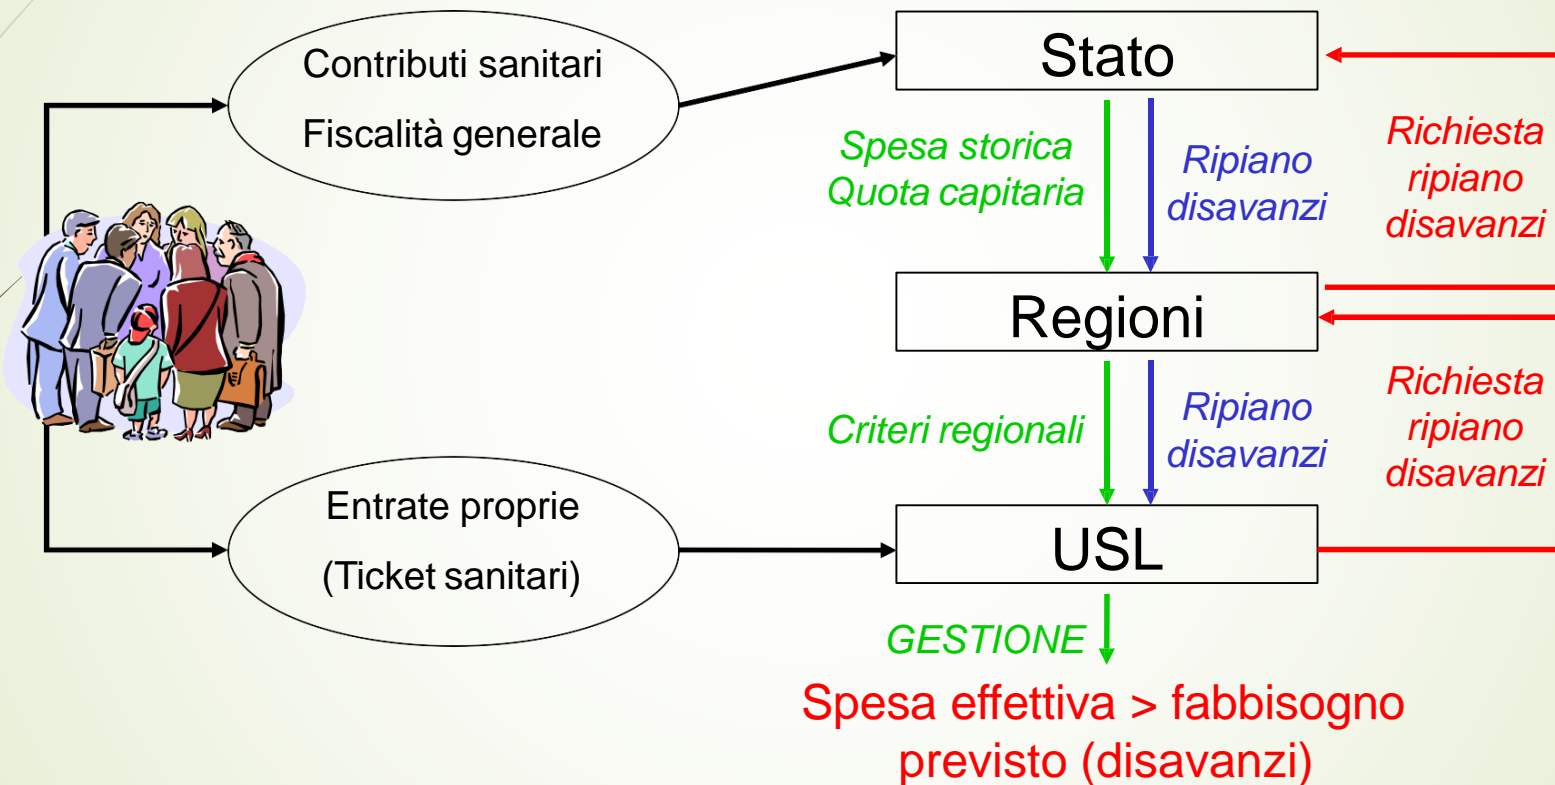 Contributi sanitari
Fiscalità generale
Stato
Spesa storica
Quota capitaria
Ripiano
disavanzi
Richiesta
ripiano
disavanzi
Regioni
Criteri regionali
Ripiano
disavanzi
Richiesta
ripiano
disavanzi
Entrate proprie
(Ticket sanitari)
USL
GESTIONE
Spesa effettiva > fabbisogno
previsto (disavanzi)